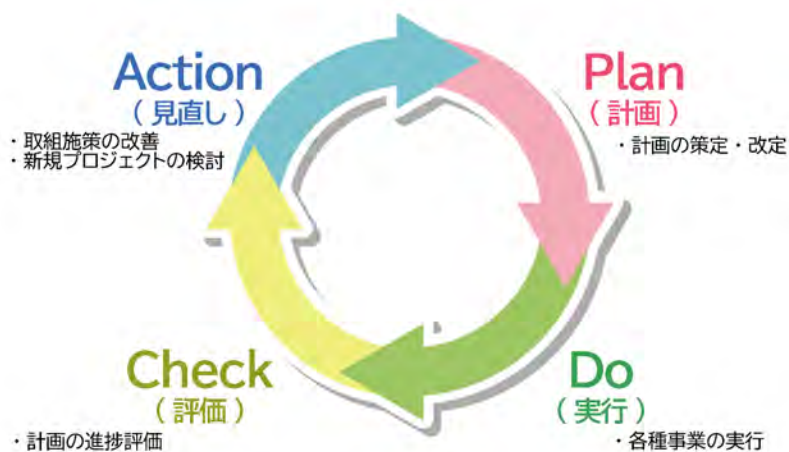 Action
（見直し）
・取組施策の改善
・新規プロジェクトの検討
Plan
（計画）
・計画の策定・改定
Do
（実行）
・各種事業の実行
Check
（評価）
・計画の進捗評価